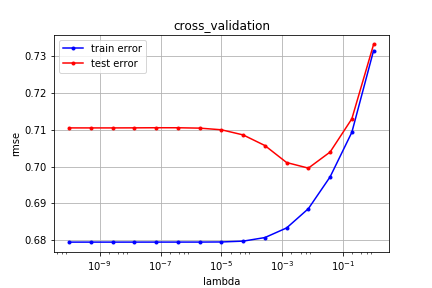 cross_validation
train error
test error
rmse
0.73
0.72
0.71
0.70
0.69
0.68
10⁻⁹
10⁻⁷
10⁻⁵
10⁻³
10⁻¹
lambda